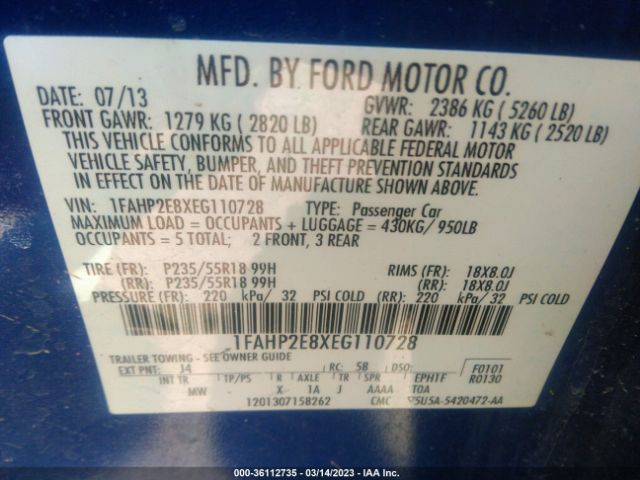 MFD. BY FORD MOTOR CO.
DATE: 07/13 GVWR: 2386 KG ( 5260 LB)
FRONT GAWR: 1279 KG ( 2820 LB) REAR GAWR: 1143 KG ( 2520 LB)
THIS VEHICLE CONFORMS TO ALL APPLICABLE FEDERAL MOTOR
VEHICLE SAFETY, BUMPER, AND THEFT PREVENTION STANDARDS
IN EFFECT ON THE DATE OF MANUFACTURE SHOWN ABOVE.
VIN: 1FAHP2E8XEG110728 TYPE: Passenger Car
MAXIMUM LOAD = OCCUPANTS + LUGGAGE = 430KG/ 950LB
OCCUPANTS = 5 TOTAL; 2 FRONT, 3 REAR
TIRE (FR): P235/55R18 99H RIMS (FR): 18X8.0J
(RR): P235/55R18 99H (RR): 18X8.0J
PRESSURE (FR): 220 kPa/ 32 PSI COLD (RR): 220 kPa/ 32 PSI COLD
1FAHP2E8XEG110728
TRAILER TOWING - SEE OWNER GUIDE
EXT PNT: J4 RC: 58 DSO: F0101
INT TR TP/PS R AXLE TR SPR EPHTF R0130
MW - X 1A J AAAA TOA
1201307158262 CMC 5U5A-5420472-AA
000-36112735 - 03/14/2023 - IAA Inc.